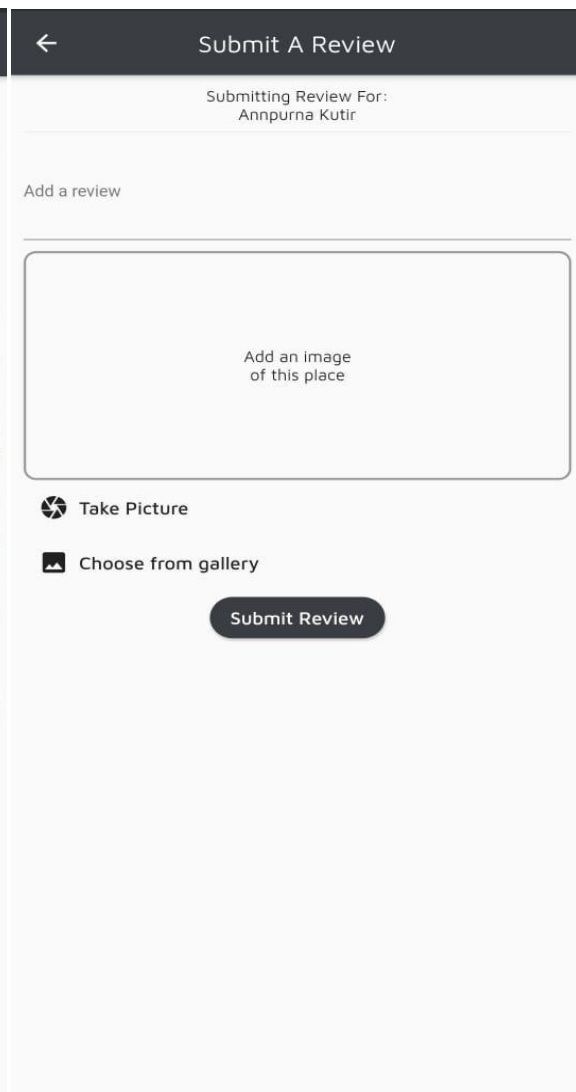 Submit A Review
Submitting Review For:
Annpurna Kutir
Add a review
Add an image
of this place
Take Picture
Choose from gallery
Submit Review